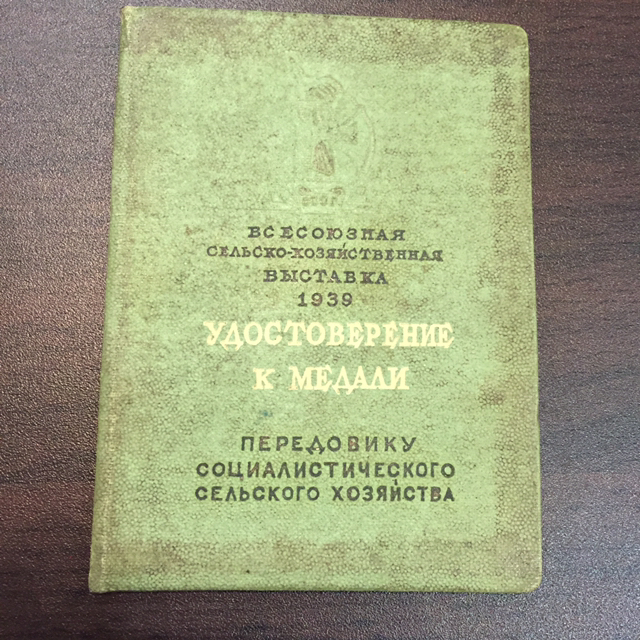 ВСЕСОЮЗНАЯ
СЕЛЬСКО-ХОЗЯЙСТВЕННАЯ
ВЫСТАВКА
1939
УДОСТОВЕРЕНИЕ
К МЕДАЛИ
ПЕРЕДОВИКУ
СОЦИАЛИСТИЧЕСКОГО
СЕЛЬСКОГО ХОЗЯЙСТВА